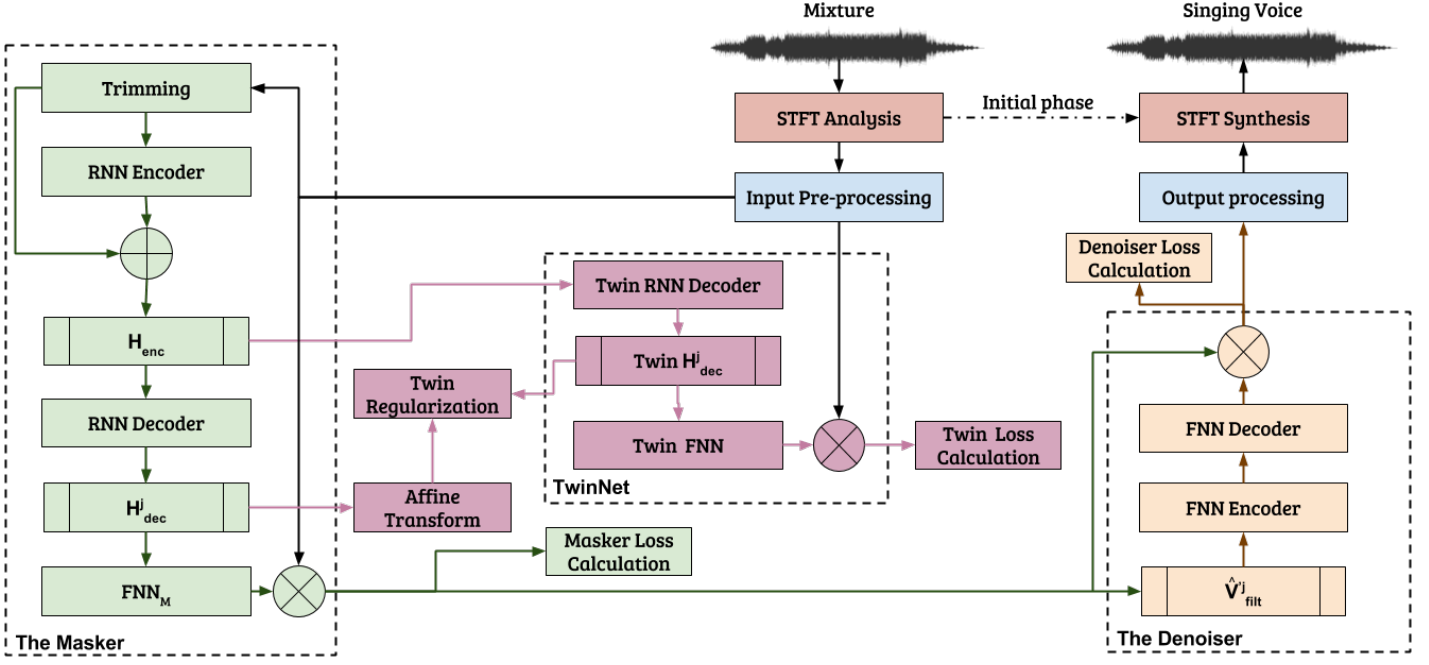 Mixture
Singing Voice
Trimming
STFT Analysis
Initial phase
STFT Synthesis
RNN Encoder
Input Pre-processing
Output processing
Denoiser Loss
Calculation
Twin RNN Decoder
H_enc
Twin H^j_dec
Twin
Regularization
RNN Decoder
Twin FNN
Twin Loss
Calculation
FNN Decoder
TwinNet
Affine
Transform
H^j_dec
FNN Encoder
Masker Loss
Calculation
FNN_M
V̂'^j_filt
The Masker
The Denoiser